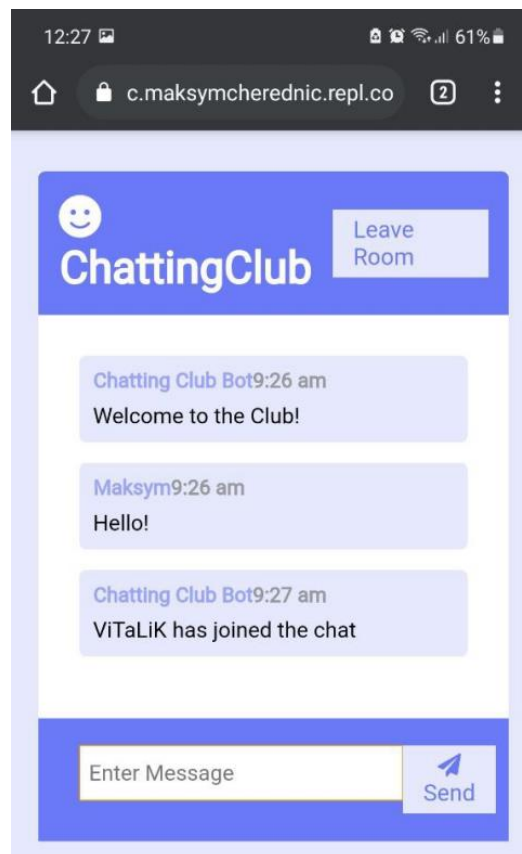 12:27
61%
c.maksymcherednic.repl.co
2
ChattingClub
Leave
Room
Chatting Club Bot9:26 am
Welcome to the Club!
Maksym9:26 am
Hello!
Chatting Club Bot9:27 am
ViTaLiK has joined the chat
Enter Message
Send